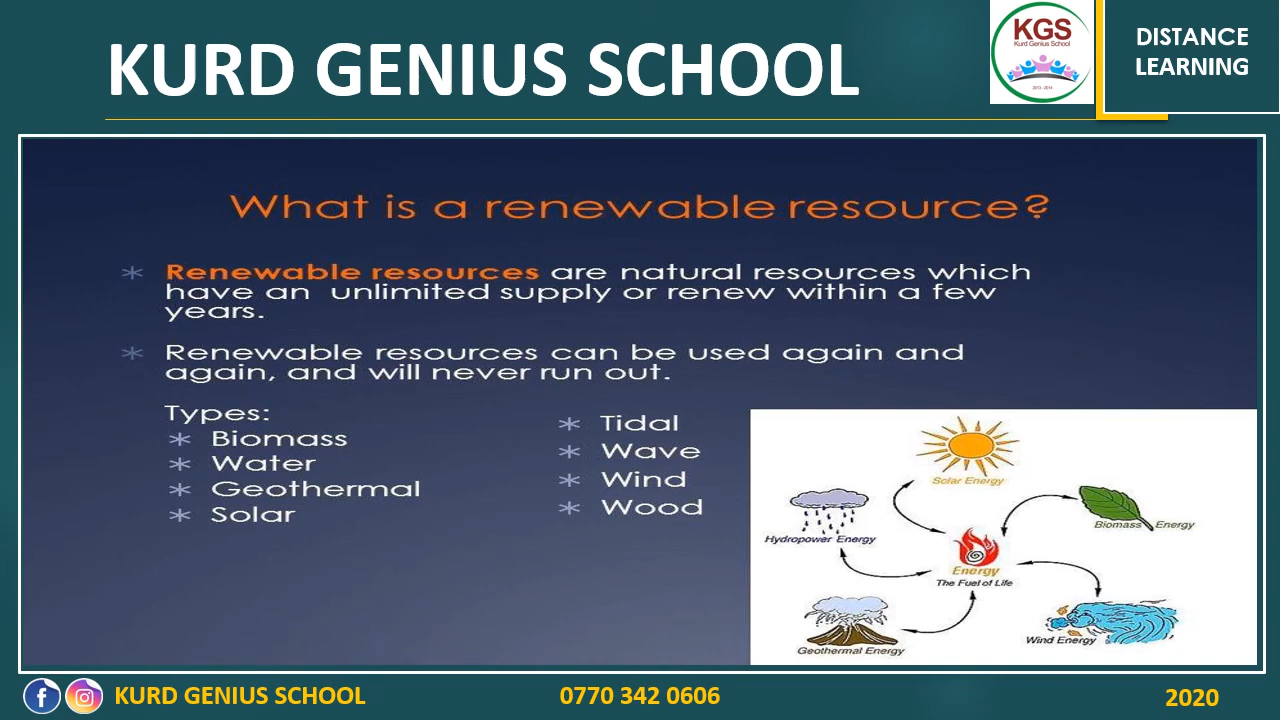 KURD GENIUS SCHOOL
KGS
Kurd Genius School
2013 - 2014
DISTANCE
LEARNING
What is a renewable resource?
Renewable resources are natural resources which
have an unlimited supply or renew within a few
years.
Renewable resources can be used again and
again, and will never run out.
Types:
Biomass
Water
Geothermal
Solar
Tidal
Wave
Wind
Wood
Solar Energy
Hydropower Energy
Biomass Energy
Energy
The Fuel of Life
Geothermal Energy
Wind Energy
KURD GENIUS SCHOOL
0770 342 0606
2020